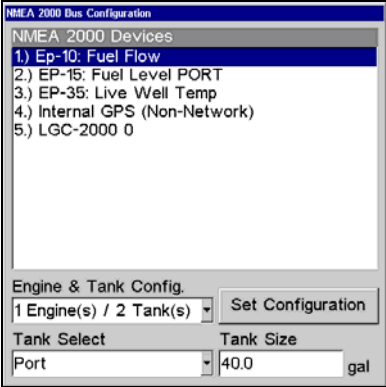 NMEA 2000 Bus Configuration
NMEA 2000 Devices
1.) Ep-10: Fuel Flow
2.) EP-15: Fuel Level PORT
3.) EP-35: Live Well Temp
4.) Internal GPS (Non-Network)
5.) LGC-2000 0
Engine & Tank Config.
1 Engine(s) / 2 Tank(s)
Set Configuration
Tank Select
Tank Size
Port
40.0
gal